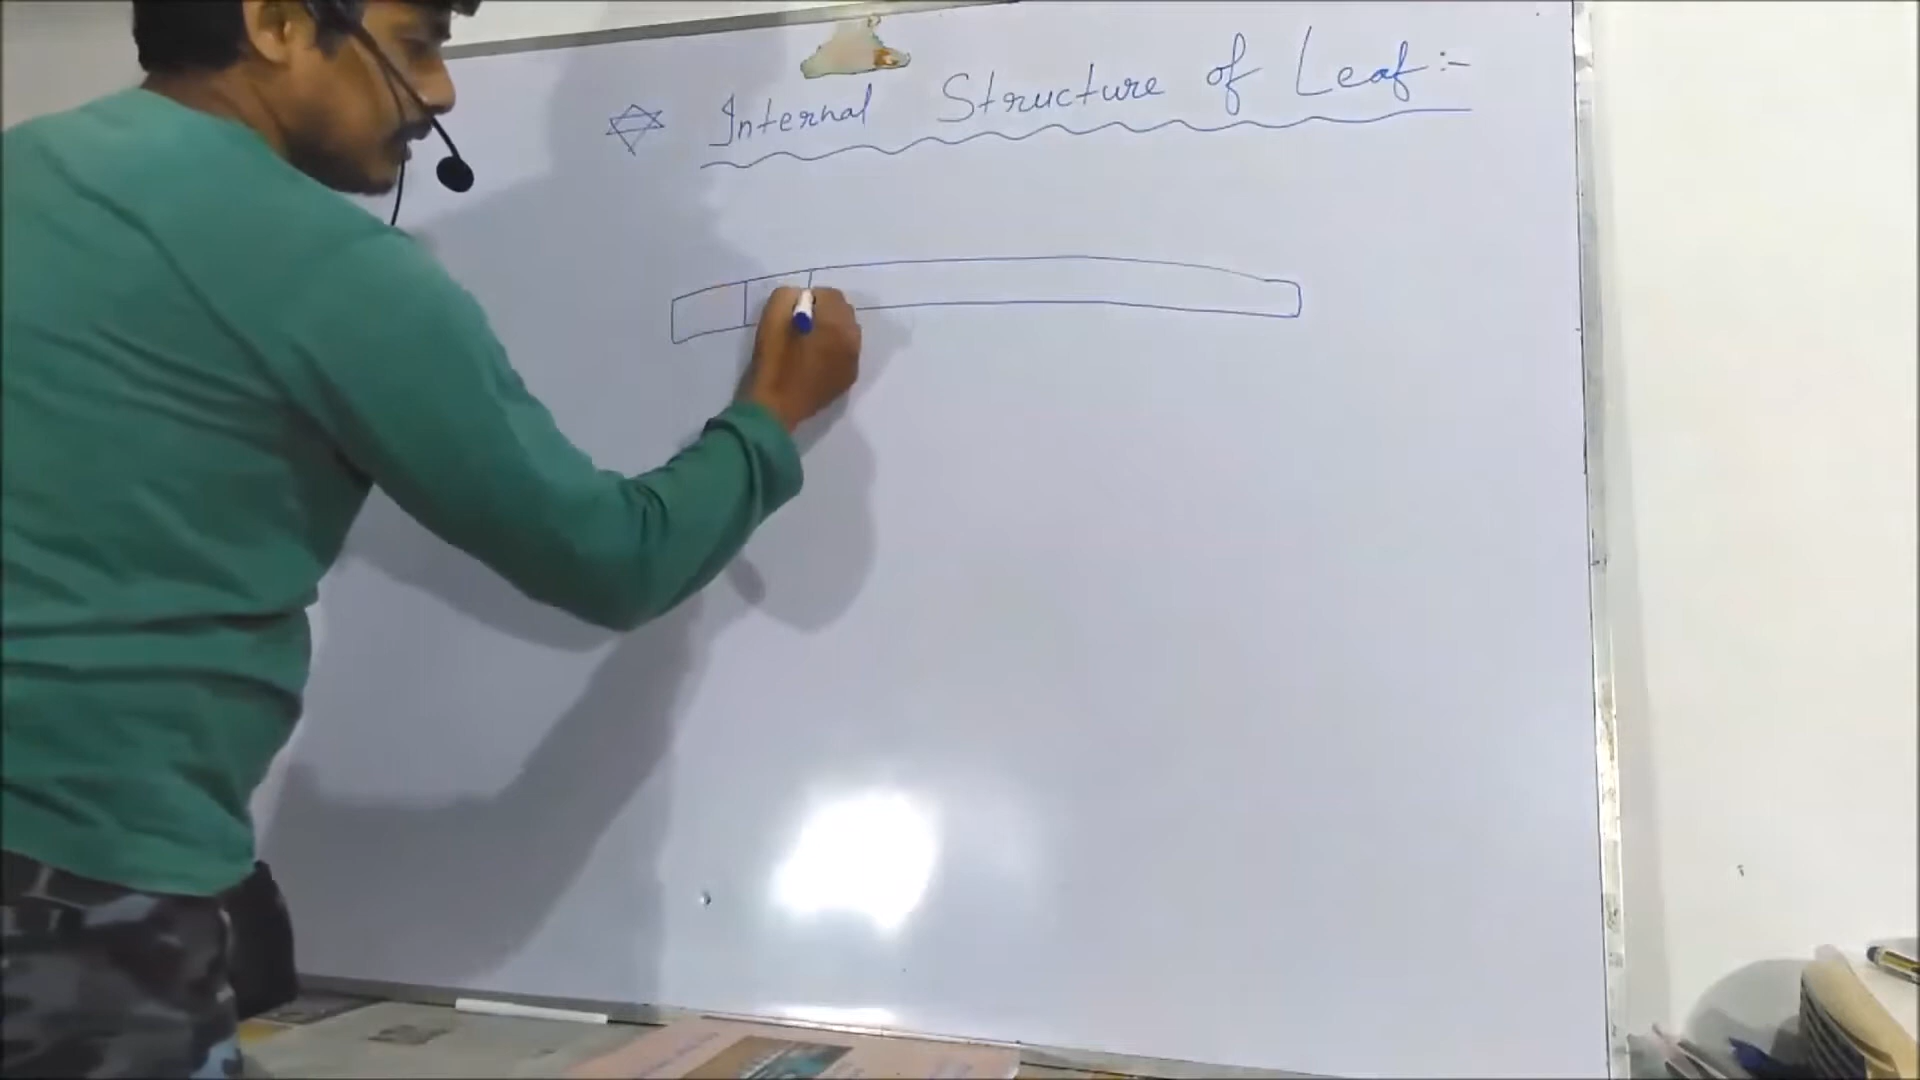 Internal Structure of Leaf :-